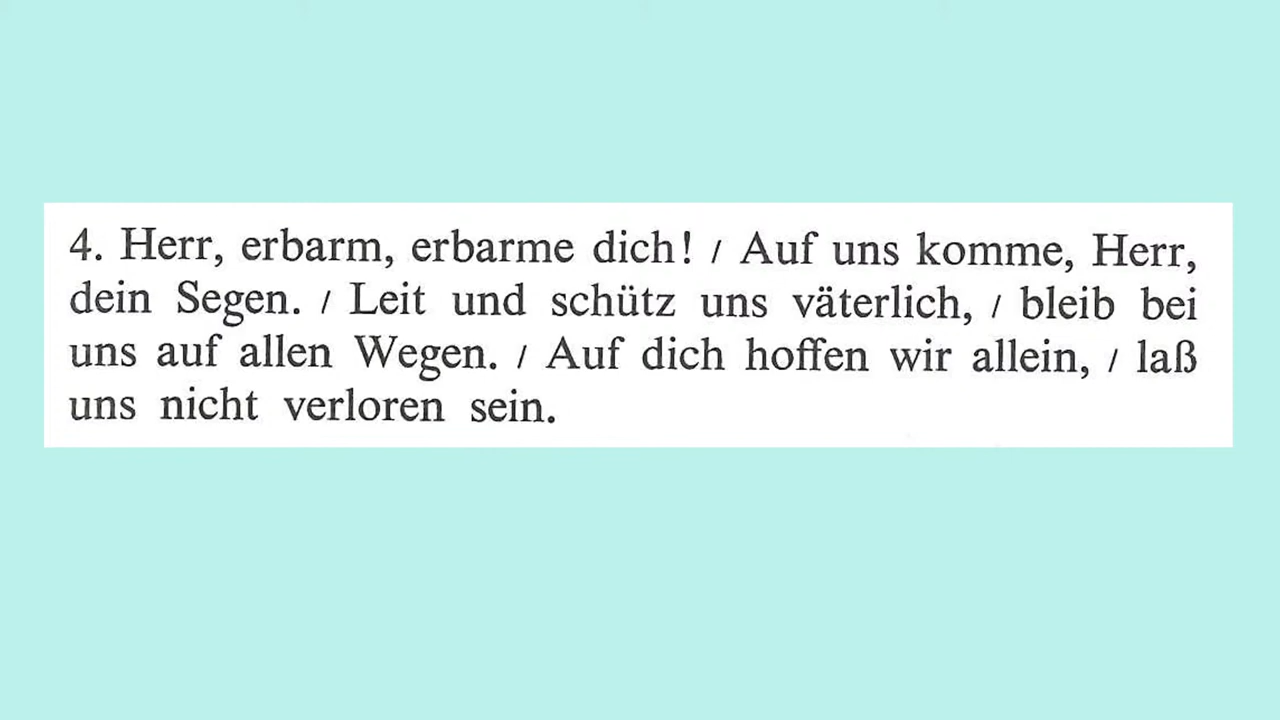 4. Herr, erbarm, erbarme dich! / Auf uns komme, Herr,
dein Segen. / Leit und schütz uns väterlich, / bleib bei
uns auf allen Wegen. / Auf dich hoffen wir allein, / laß
uns nicht verloren sein.